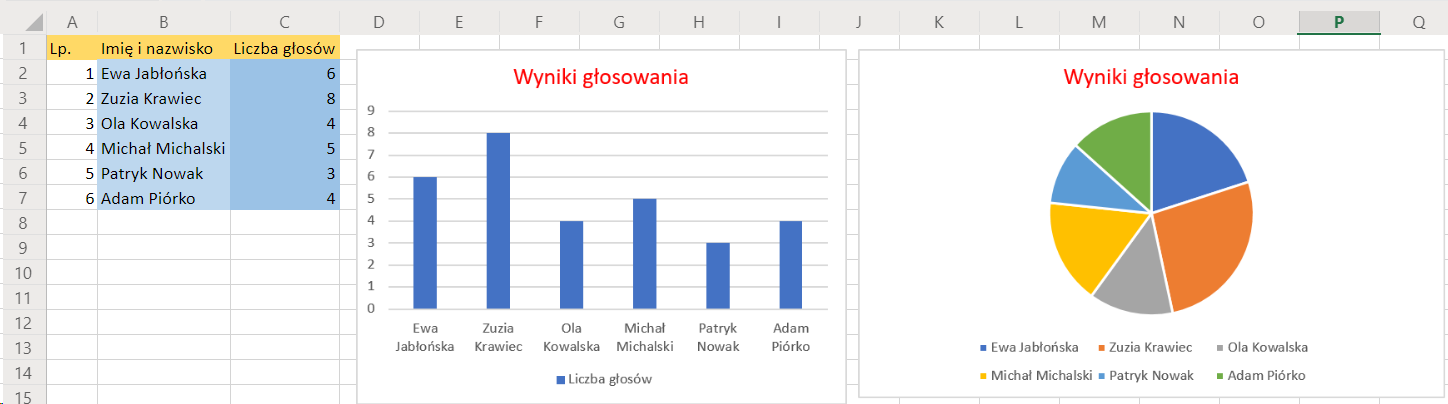 A B C D E F G H I J K L M N O P Q
1 Lp. Imię i nazwisko Liczba głosów
2 1 Ewa Jabłońska 6
3 2 Zuzia Krawiec 8
4 3 Ola Kowalska 4
5 4 Michał Michalski 5
6 5 Patryk Nowak 3
7 6 Adam Piórko 4
8
9
10
11
12
13
14
15
Wyniki głosowania
9
8
7
6
5
4
3
2
1
0
Ewa Zuzia Ola Michał Patryk Adam
Jabłońska Krawiec Kowalska Michalski Nowak Piórko
Liczba głosów
Wyniki głosowania
Ewa Jabłońska Zuzia Krawiec Ola Kowalska
Michał Michalski Patryk Nowak Adam Piórko